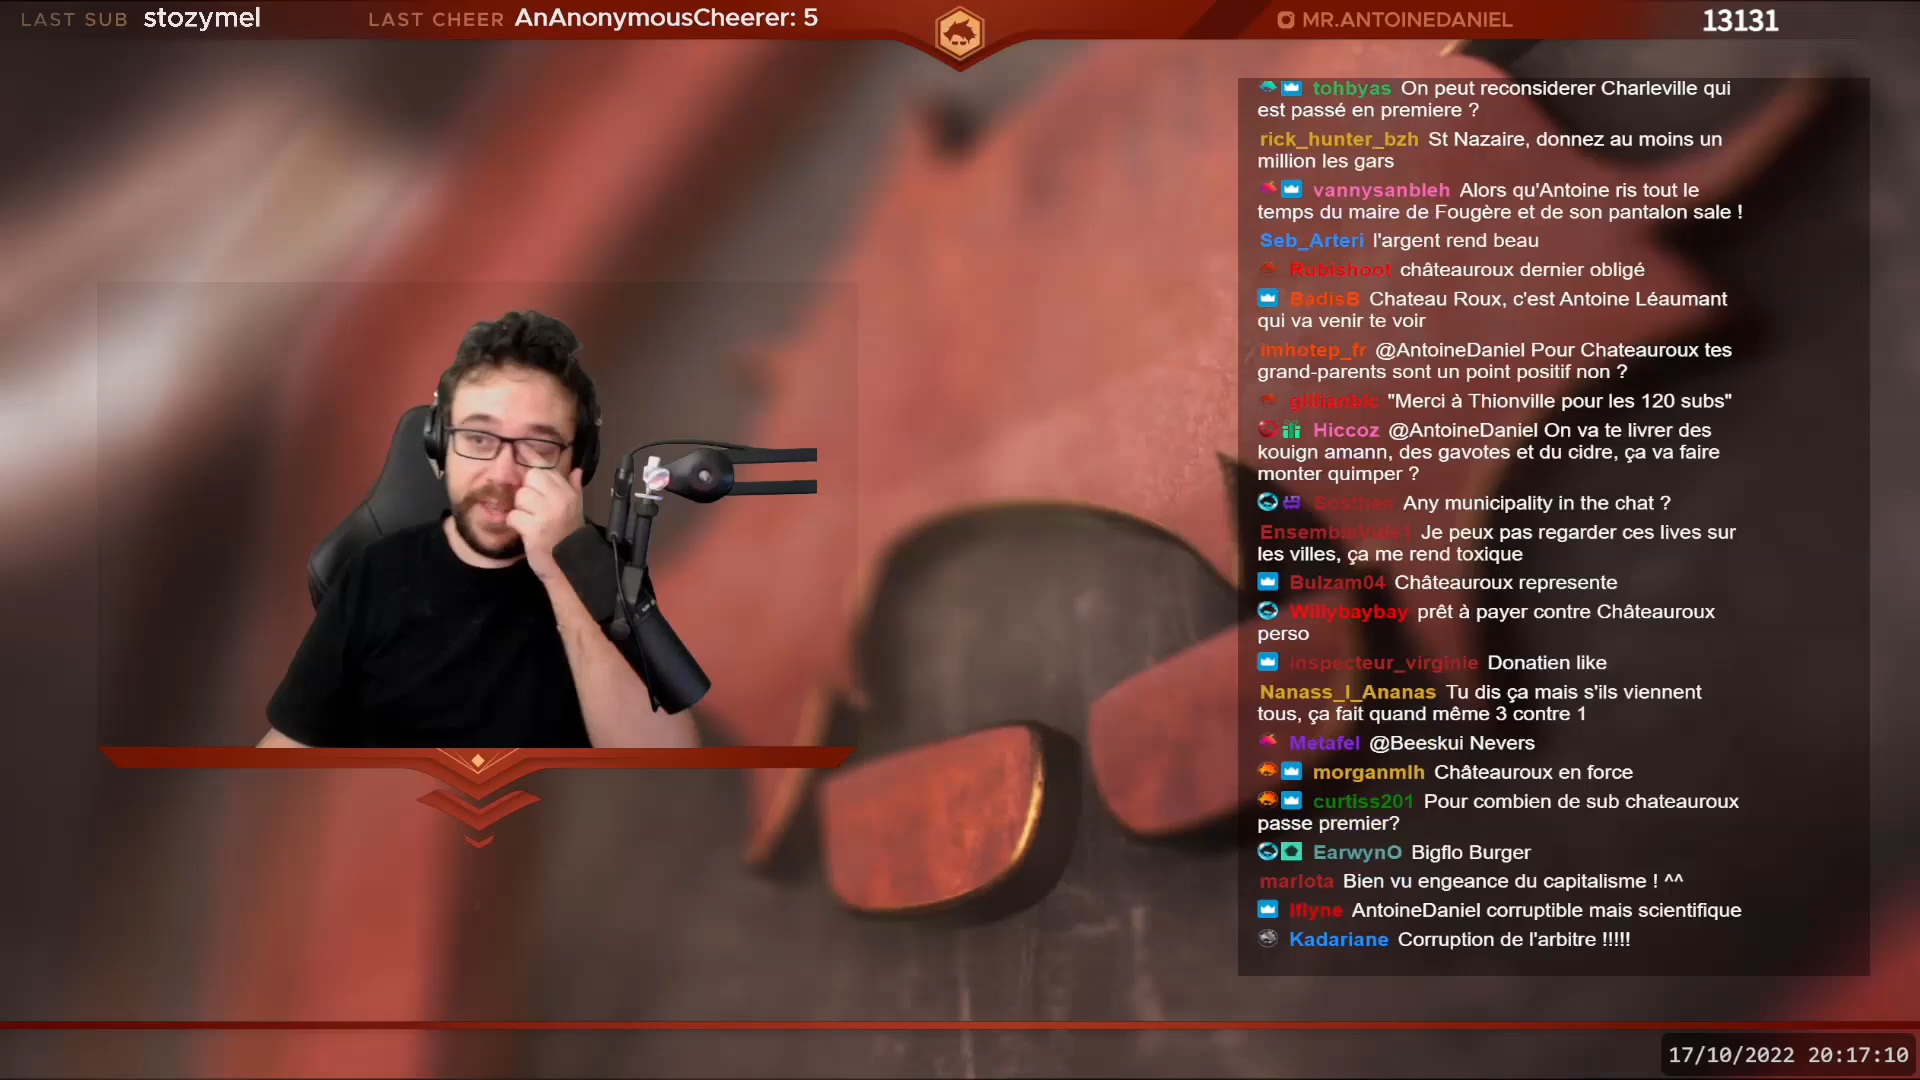 LAST SUB stozymel LAST CHEER AnAnonymousCheerer: 5 MR.ANTOINEDANIEL 13131
tohbyas On peut reconsiderer Charleville qui
est passé en premiere ?
rick_hunter_bzh St Nazaire, donnez au moins un
million les gars
vannysanbleh Alors qu'Antoine ris tout le
temps du maire de Fougère et de son pantalon sale !
Seb_Arteri l'argent rend beau
Rubishoot châteauroux dernier obligé
BadisB Chateau Roux, c'est Antoine Léaumant
qui va venir te voir
imhotep_fr @AntoineDaniel Pour Chateauroux tes
grand-parents sont un point positif non ?
gillianblc "Merci à Thionville pour les 120 subs"
Hiccoz @AntoineDaniel On va te livrer des
kouign amann, des gavotes et du cidre, ça va faire
monter quimper ?
Sosthen Any municipality in the chat ?
EnsembleVide1 Je peux pas regarder ces lives sur
les villes, ça me rend toxique
Bulzam04 Châteauroux represente
Willybaybay prêt à payer contre Châteauroux
perso
inspecteur_virginie Donatien like
Nanass_l_Ananas Tu dis ça mais s'ils viennent
tous, ça fait quand même 3 contre 1
Metafel @Beeskui Nevers
morganmlh Châteauroux en force
curtiss201 Pour combien de sub chateauroux
passe premier?
EarwynO Bigflo Burger
marlota Bien vu engeance du capitalisme ! ^^
Iflyne AntoineDaniel corruptible mais scientifique
Kadariane Corruption de l'arbitre !!!!!
17/10/2022 20:17:10